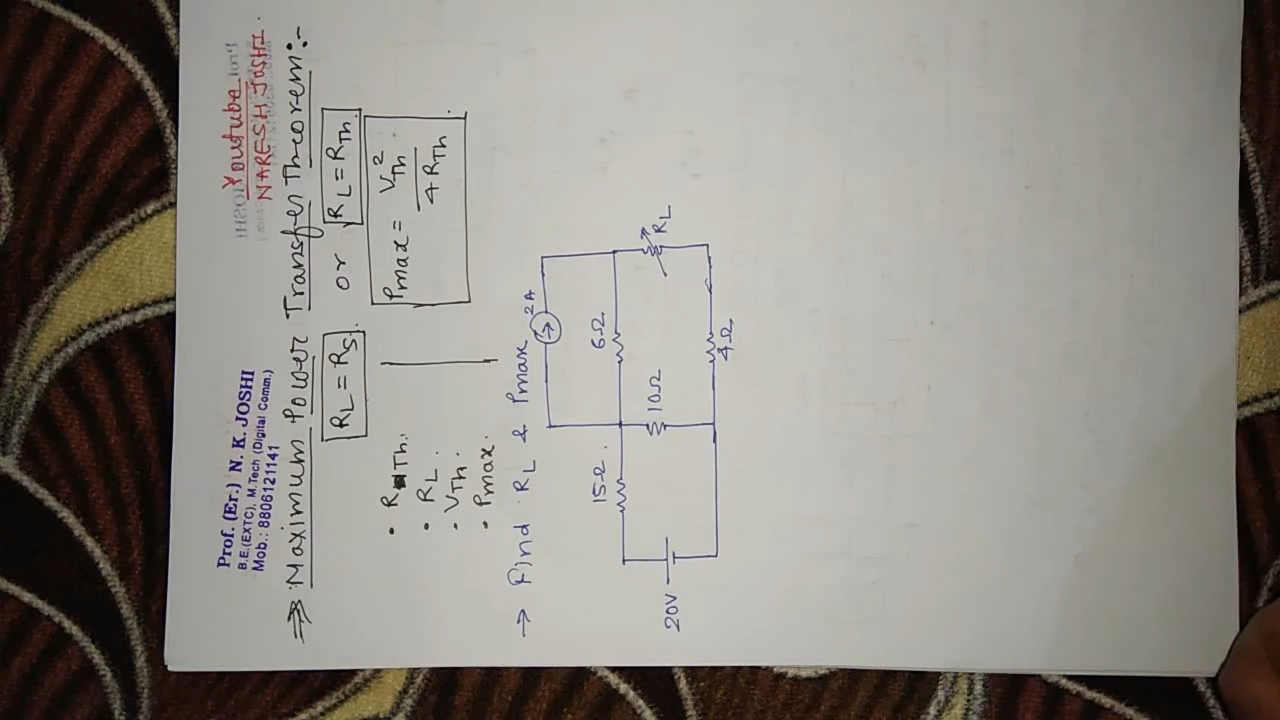 Prof. (Er.) N. K. JOSHI
B.E.(EXTC), M.Tech (Digital Comm.)
Mob.: 8806121141
Youtube
NARESH JOSHI.
⇒ Maximum Power Transfer Theorem:-
RL = RS. or RL = RTh.
• RTh.
• RL.
• VTh.
• Pmax.
Pmax = VTh² / 4RTh.
→ Find RL & Pmax
2A
15Ω.
6Ω
10Ω
RL
20V
4Ω